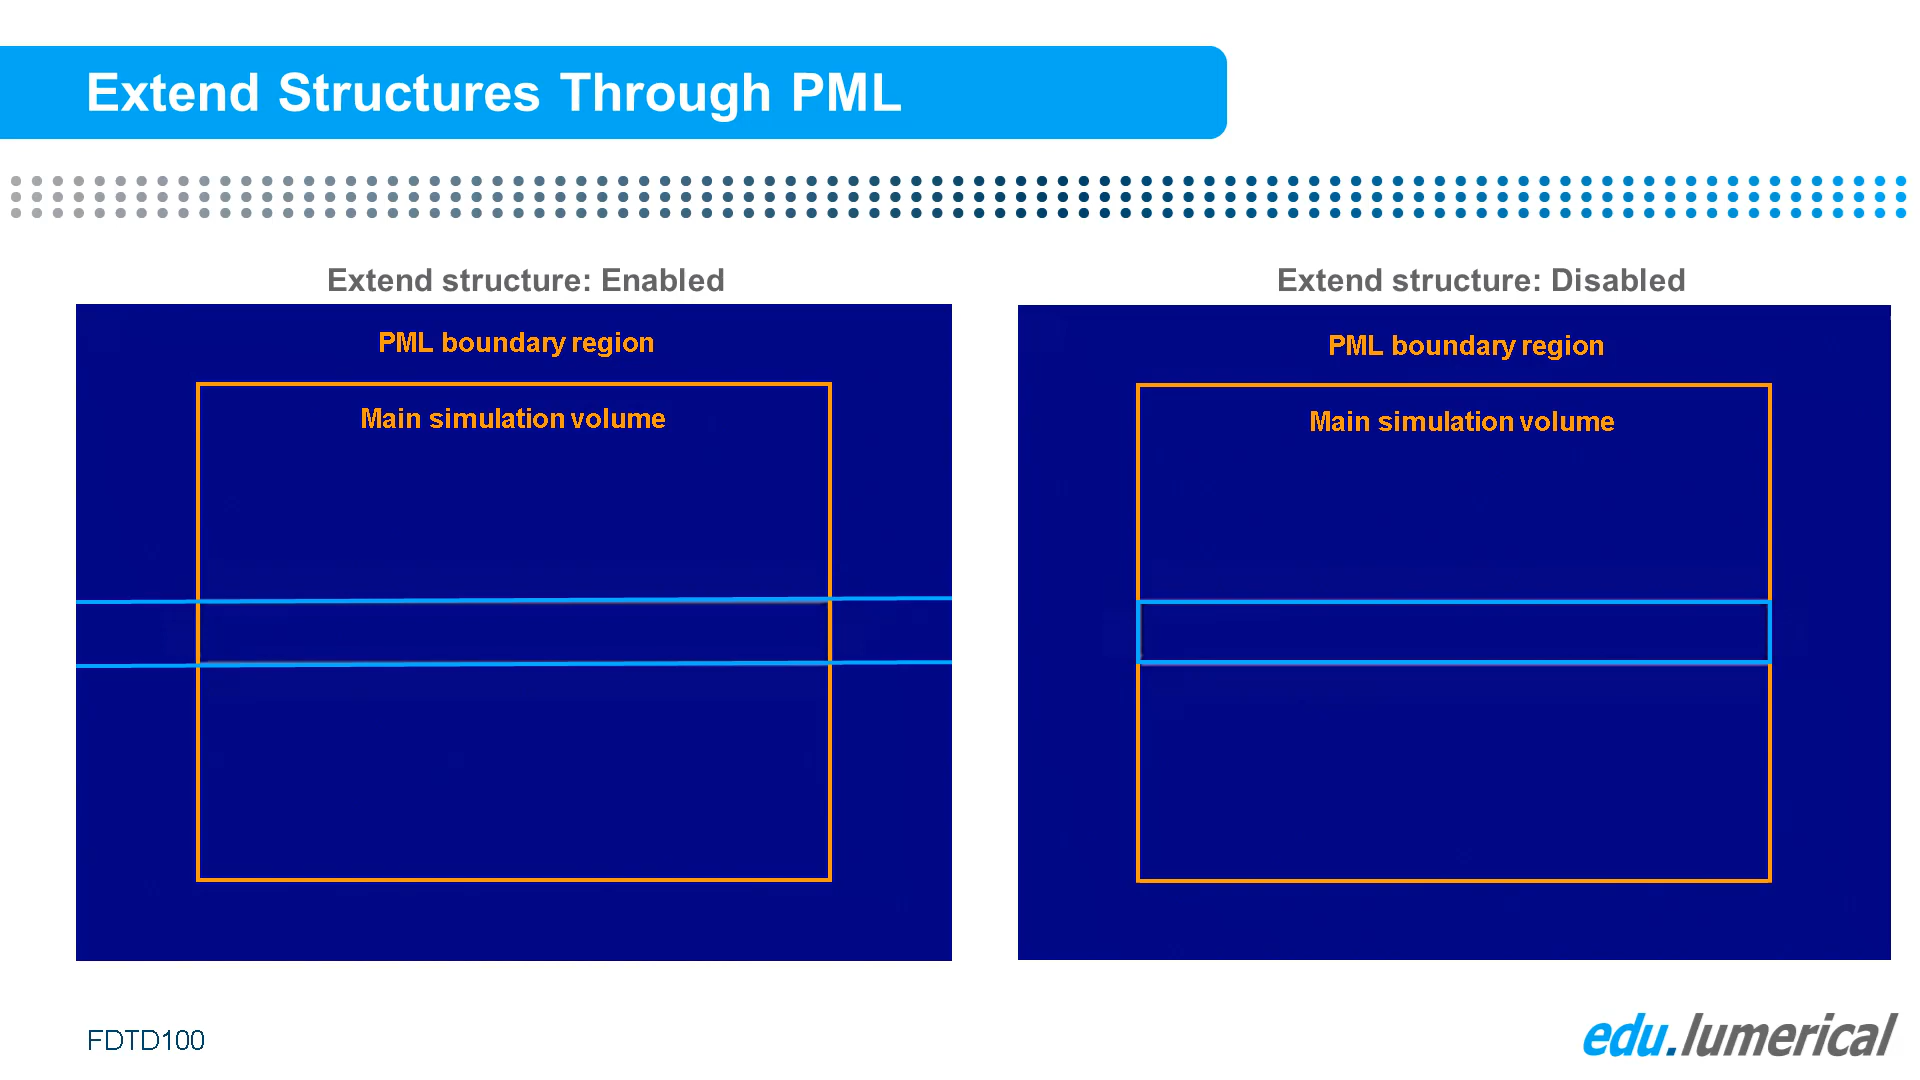 Extend Structures Through PML
Extend structure: Enabled
PML boundary region
Main simulation volume
Extend structure: Disabled
PML boundary region
Main simulation volume
FDTD100
edu.lumerical